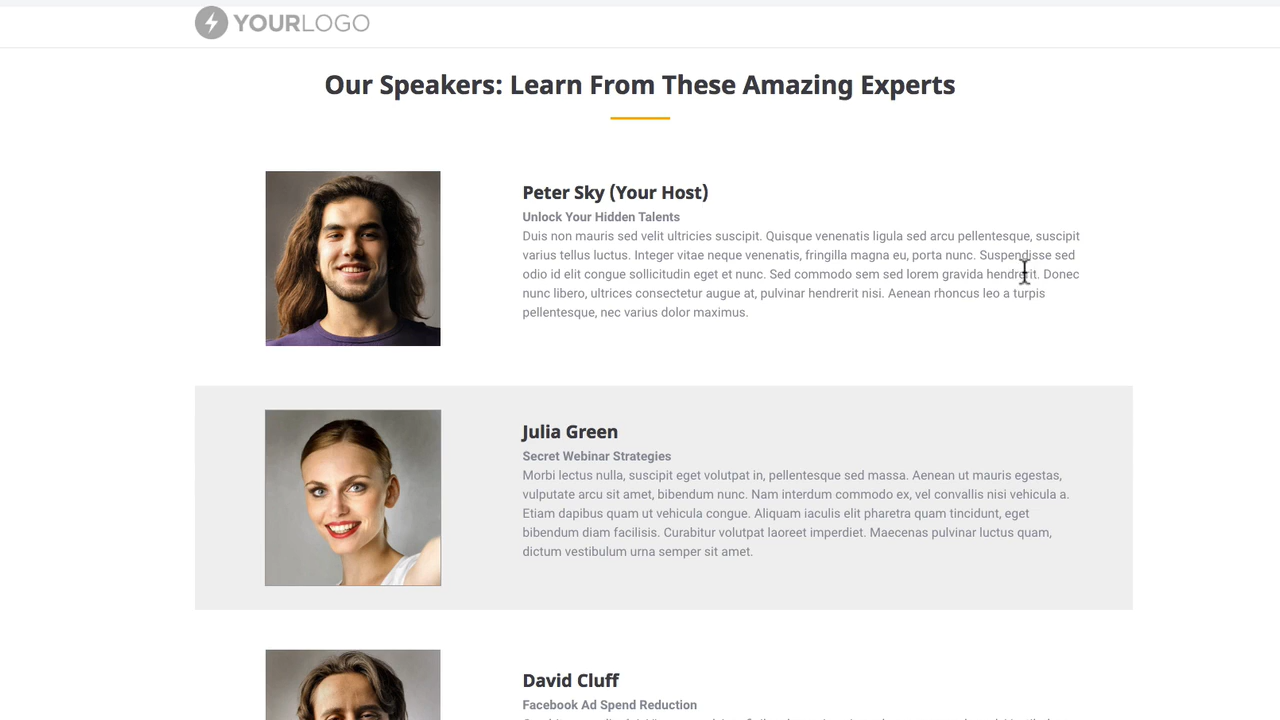 YOURLOGO
Our Speakers: Learn From These Amazing Experts
Peter Sky (Your Host)
Unlock Your Hidden Talents
Duis non mauris sed velit ultricies suscipit. Quisque venenatis ligula sed arcu pellentesque, suscipit
varius tellus luctus. Integer vitae neque venenatis, fringilla magna eu, porta nunc. Suspendisse sed
odio id elit congue sollicitudin eget et nunc. Sed commodo sem sed lorem gravida hendrerit. Donec
nunc libero, ultrices consectetur augue at, pulvinar hendrerit nisi. Aenean rhoncus leo a turpis
pellentesque, nec varius dolor maximus.
Julia Green
Secret Webinar Strategies
Morbi lectus nulla, suscipit eget volutpat in, pellentesque sed massa. Aenean ut mauris egestas,
vulputate arcu sit amet, bibendum nunc. Nam interdum commodo ex, vel convallis nisi vehicula a.
Etiam dapibus quam ut vehicula congue. Aliquam iaculis elit pharetra quam tincidunt, eget
bibendum diam facilisis. Curabitur volutpat laoreet imperdiet. Maecenas pulvinar luctus quam,
dictum vestibulum urna semper sit amet.
David Cluff
Facebook Ad Spend Reduction